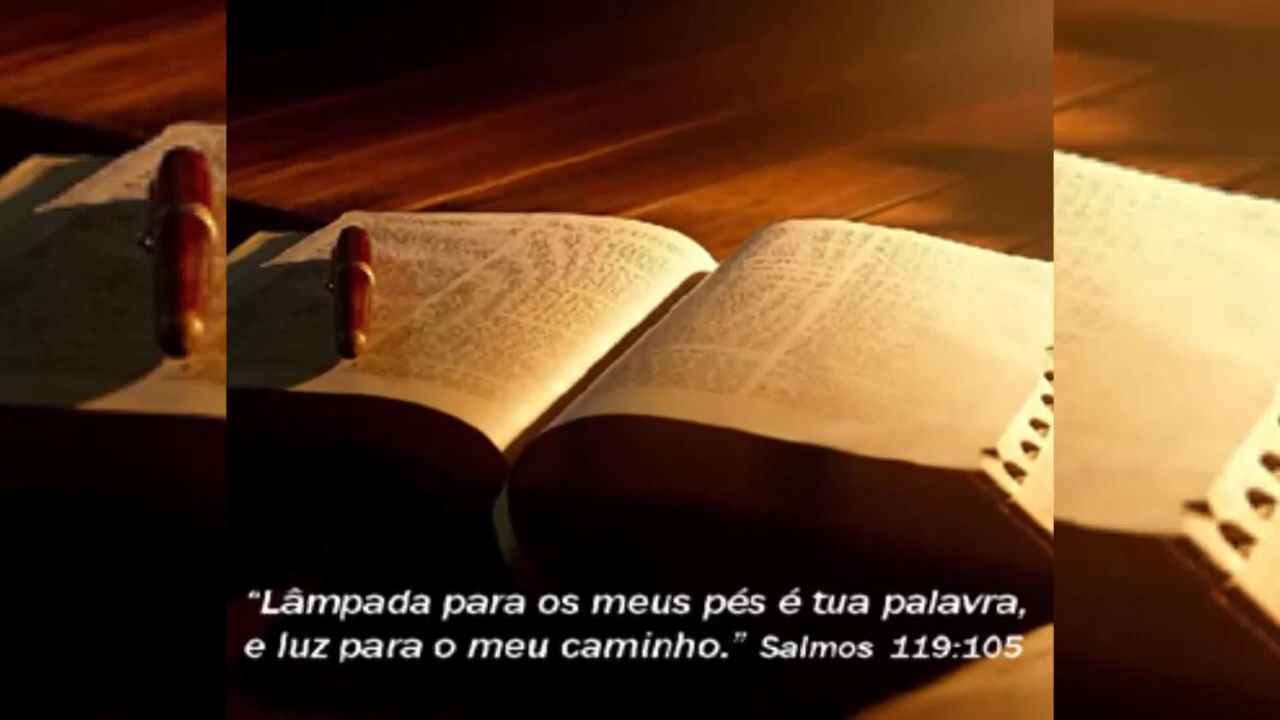 “Lâmpada para os meus pés é tua palavra,
e luz para o meu caminho.” Salmos 119:105